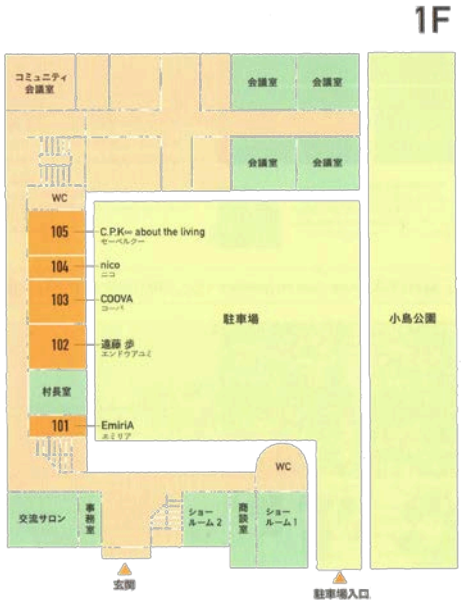 1F
コミュニティ
会議室
会議室
会議室
会議室
会議室
WC
105
C.P.K∞ about the living
セーペルクー
104
nico
ニコ
103
COOVA
コーバ
102
遠藤 歩
エンドウアユミ
村長室
101
EmiriA
エミリア
駐車場
小島公園
WC
交流サロン
事務室
ショー
ルーム 2
商談室
ショー
ルーム 1
玄関
駐車場入口